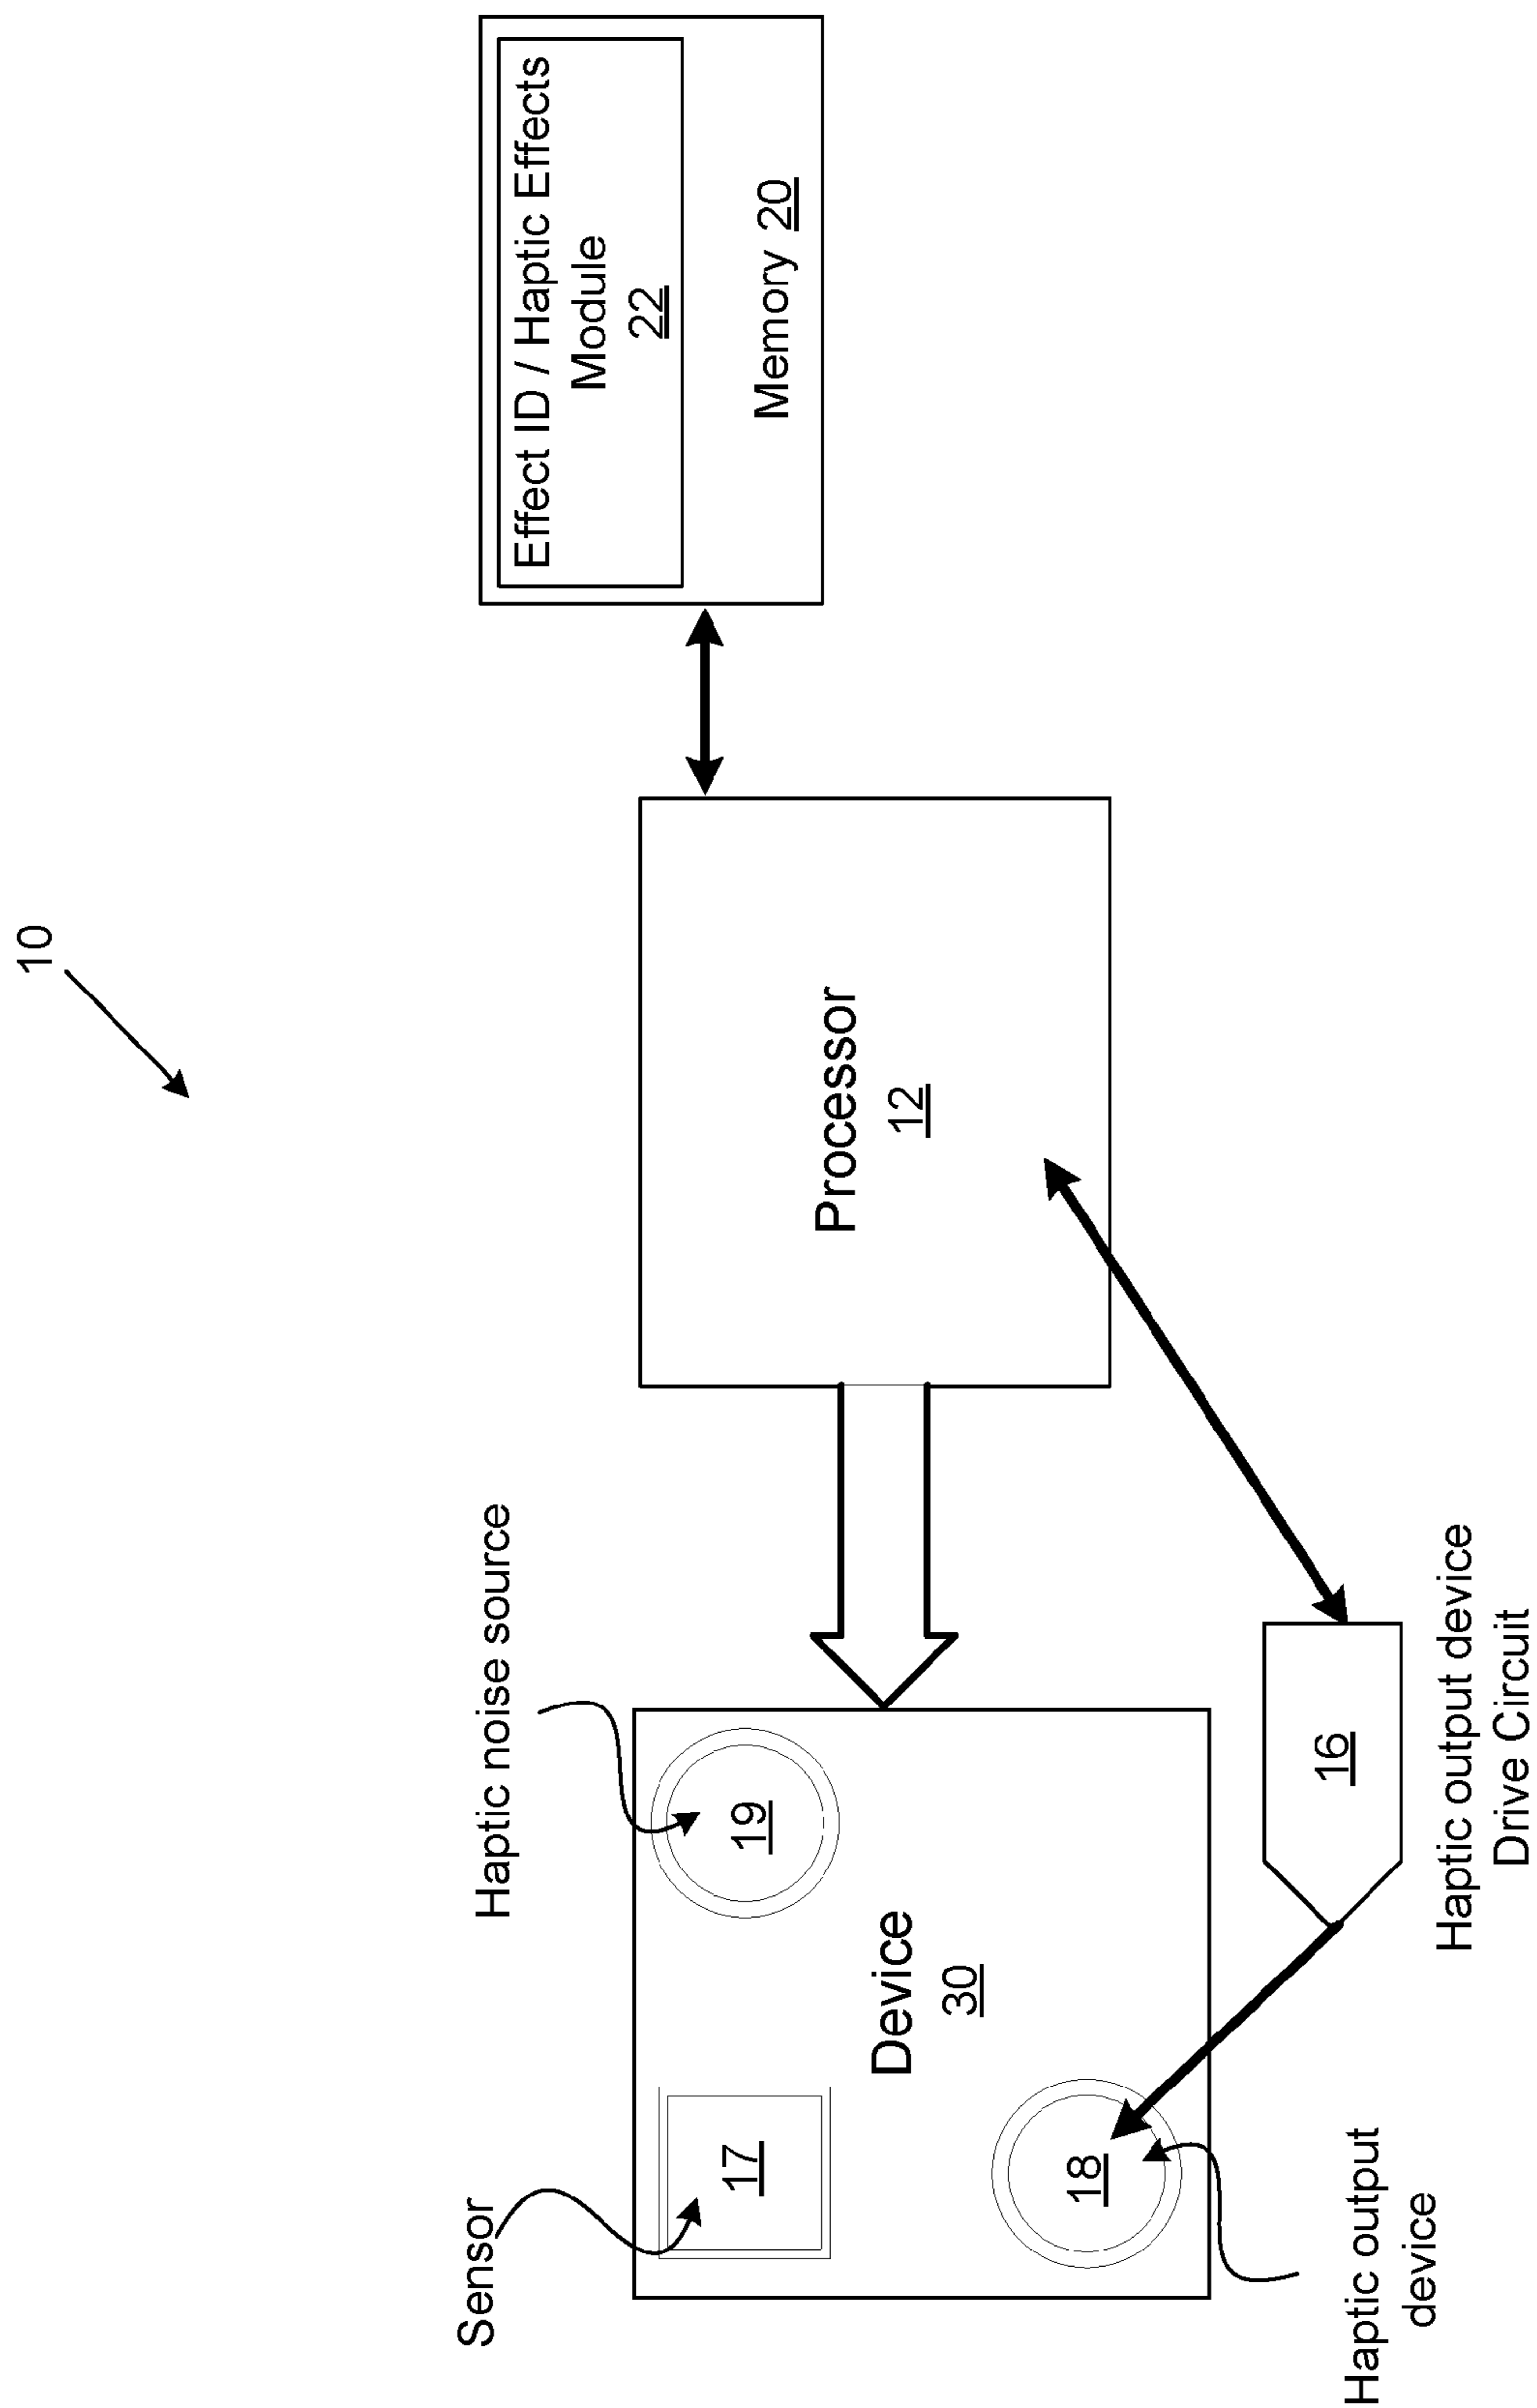 10
Sensor
Haptic noise source
17
19
Device
30
18
Haptic output
device
16
Haptic output device
Drive Circuit
Processor
12
Effect ID / Haptic Effects
Module
22
Memory 20